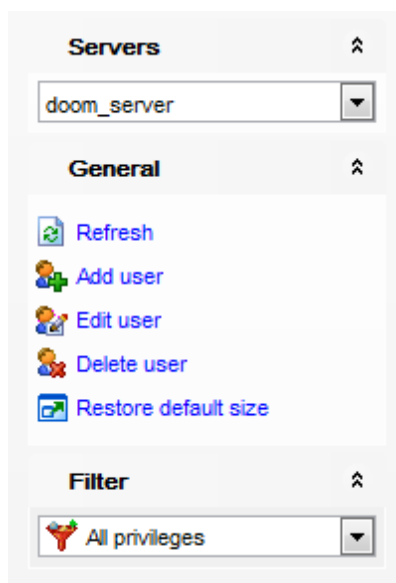 Servers
doom_server
General
Refresh
Add user
Edit user
Delete user
Restore default size
Filter
All privileges